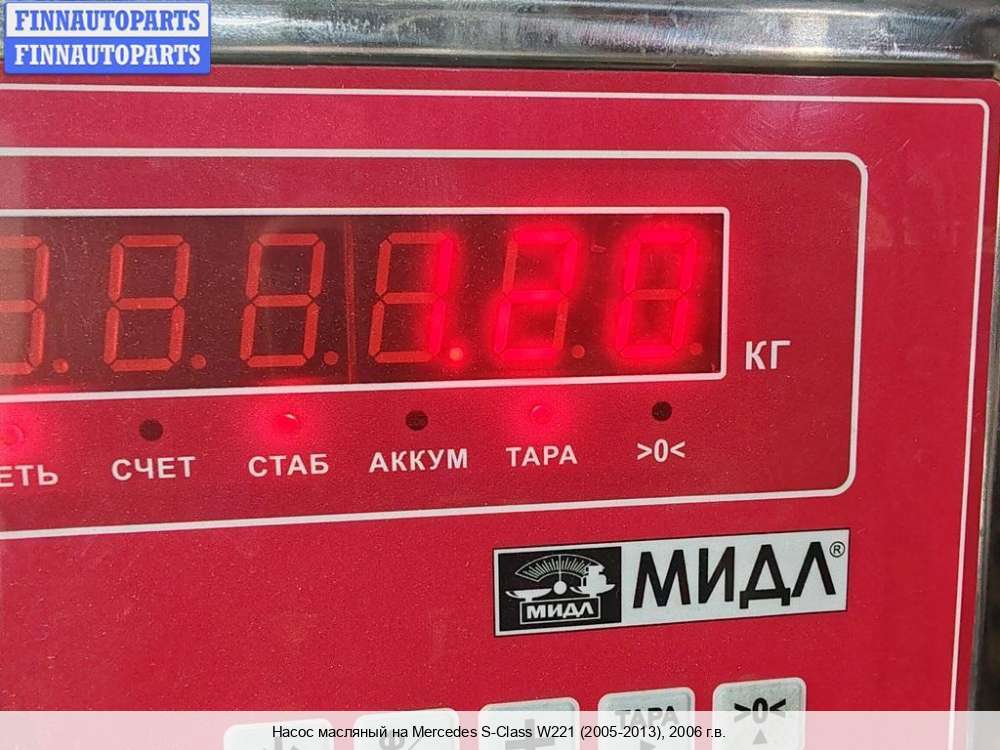 FINNAUTOPARTS
FINNAUTOPARTS
1.20
КГ
СЧЕТ СТАБ АККУМ ТАРА >0<
МИДЛ
МИДЛ®
ТАРА >0<
Насос масляный на Mercedes S-Class W221 (2005-2013), 2006 г.в.